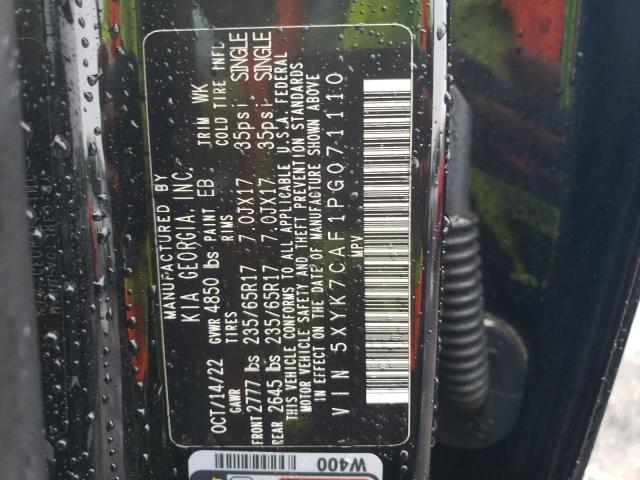 MANUFACTURED BY
KIA GEORGIA, INC.
OCT/14/22 GVWR 4850 lbs PAINT EB TRIM WK
GAWR TIRES RIMS COLD TIRE INFL
FRONT 2777 lbs 235/65R17 7.0JX17 35psi SINGLE
REAR 2645 lbs 235/65R17 7.0JX17 35psi SINGLE
THIS VEHICLE CONFORMS TO ALL APPLICABLE U.S.A. FEDERAL
MOTOR VEHICLE SAFETY AND THEFT PREVENTION STANDARDS
IN EFFECT ON THE DATE OF MANUFACTURE SHOWN ABOVE
VIN 5XYK7CAF1PG071110
MPV
W400